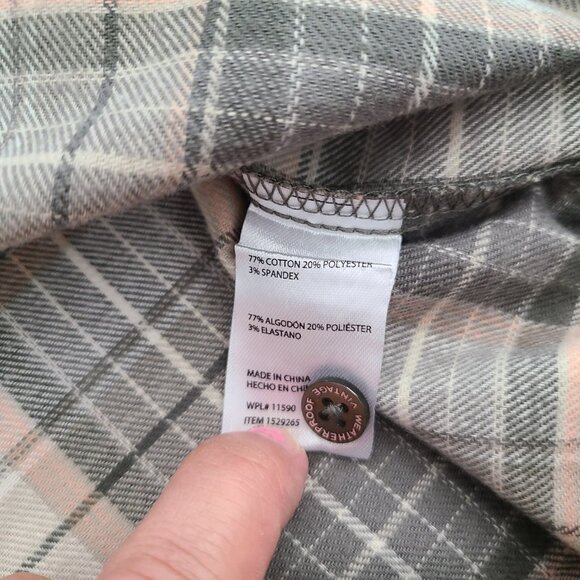 77% COTTON 20% POLYESTER
3% SPANDEX
77% ALGODÓN 20% POLIÉSTER
3% ELASTANO
MADE IN CHINA
HECHO EN CHI
WPL# 11590
ITEM 1529265
WEATHERPROOF
VINTAGE